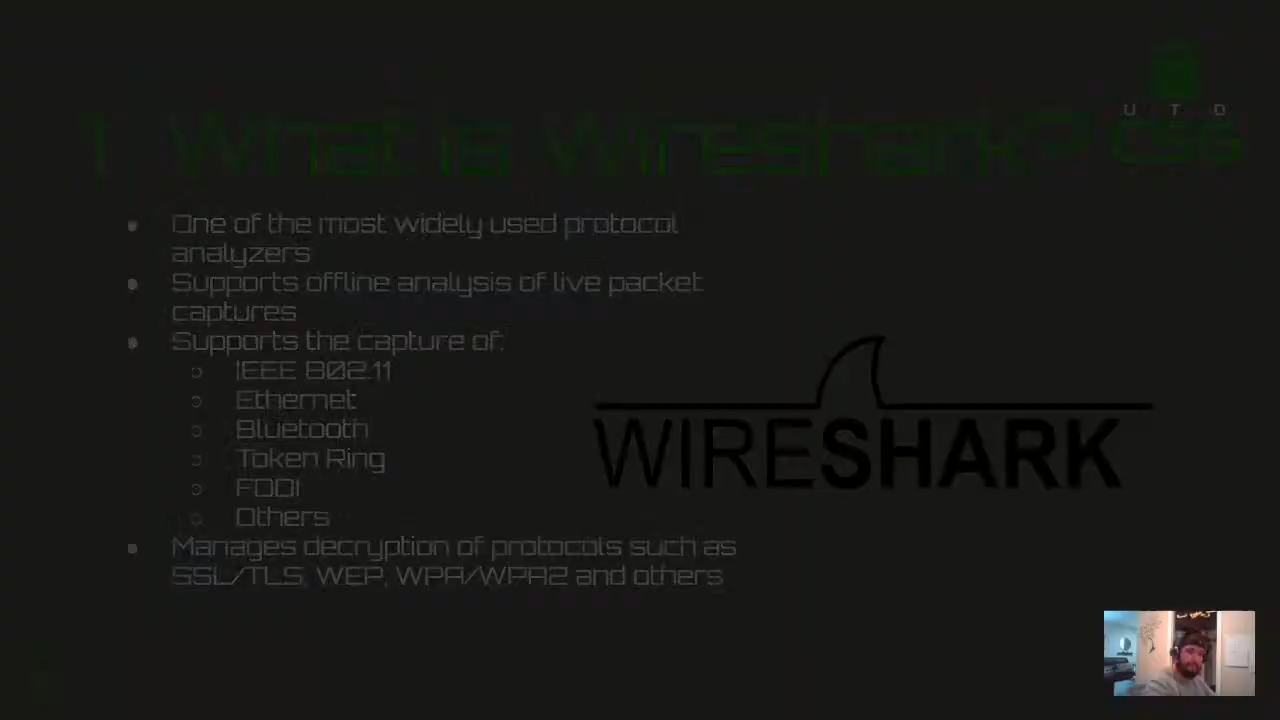 U T D
CSG
1. What is Wireshark?
One of the most widely used protocol
analyzers
Supports offline analysis of live packet
captures
Supports the capture of:
IEEE 802.11
Ethernet
Bluetooth
Token Ring
FDDI
Others
Manages decryption of protocols such as
SSL/TLS, WEP, WPA/WPA2 and others
WIRESHARK